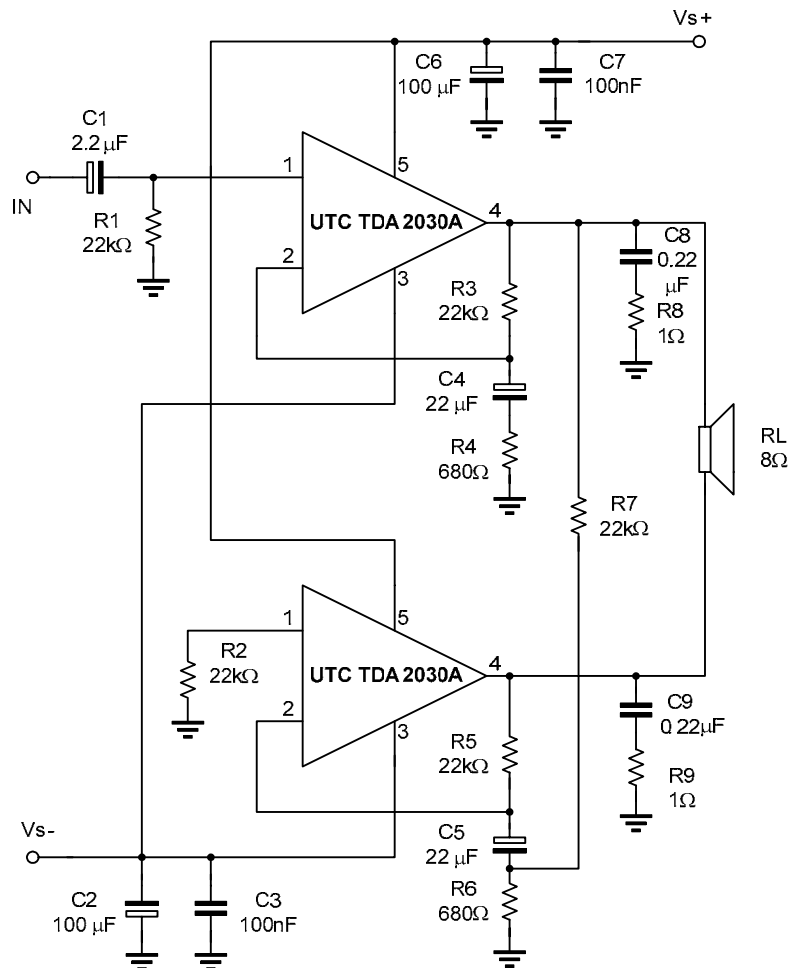 Vs+
C6
100 µF
C7
100nF
C1
2.2 µF
IN
R1
22kΩ
1
5
UTC TDA 2030A
4
2
3
R3
22kΩ
C8
0.22
µF
R8
1Ω
C4
22 µF
R4
680Ω
RL
8Ω
R7
22kΩ
1
5
R2
22kΩ
UTC TDA 2030A
4
2
3
R5
22kΩ
C9
0.22µF
R9
1Ω
Vs-
C5
22 µF
R6
680Ω
C2
100 µF
C3
100nF